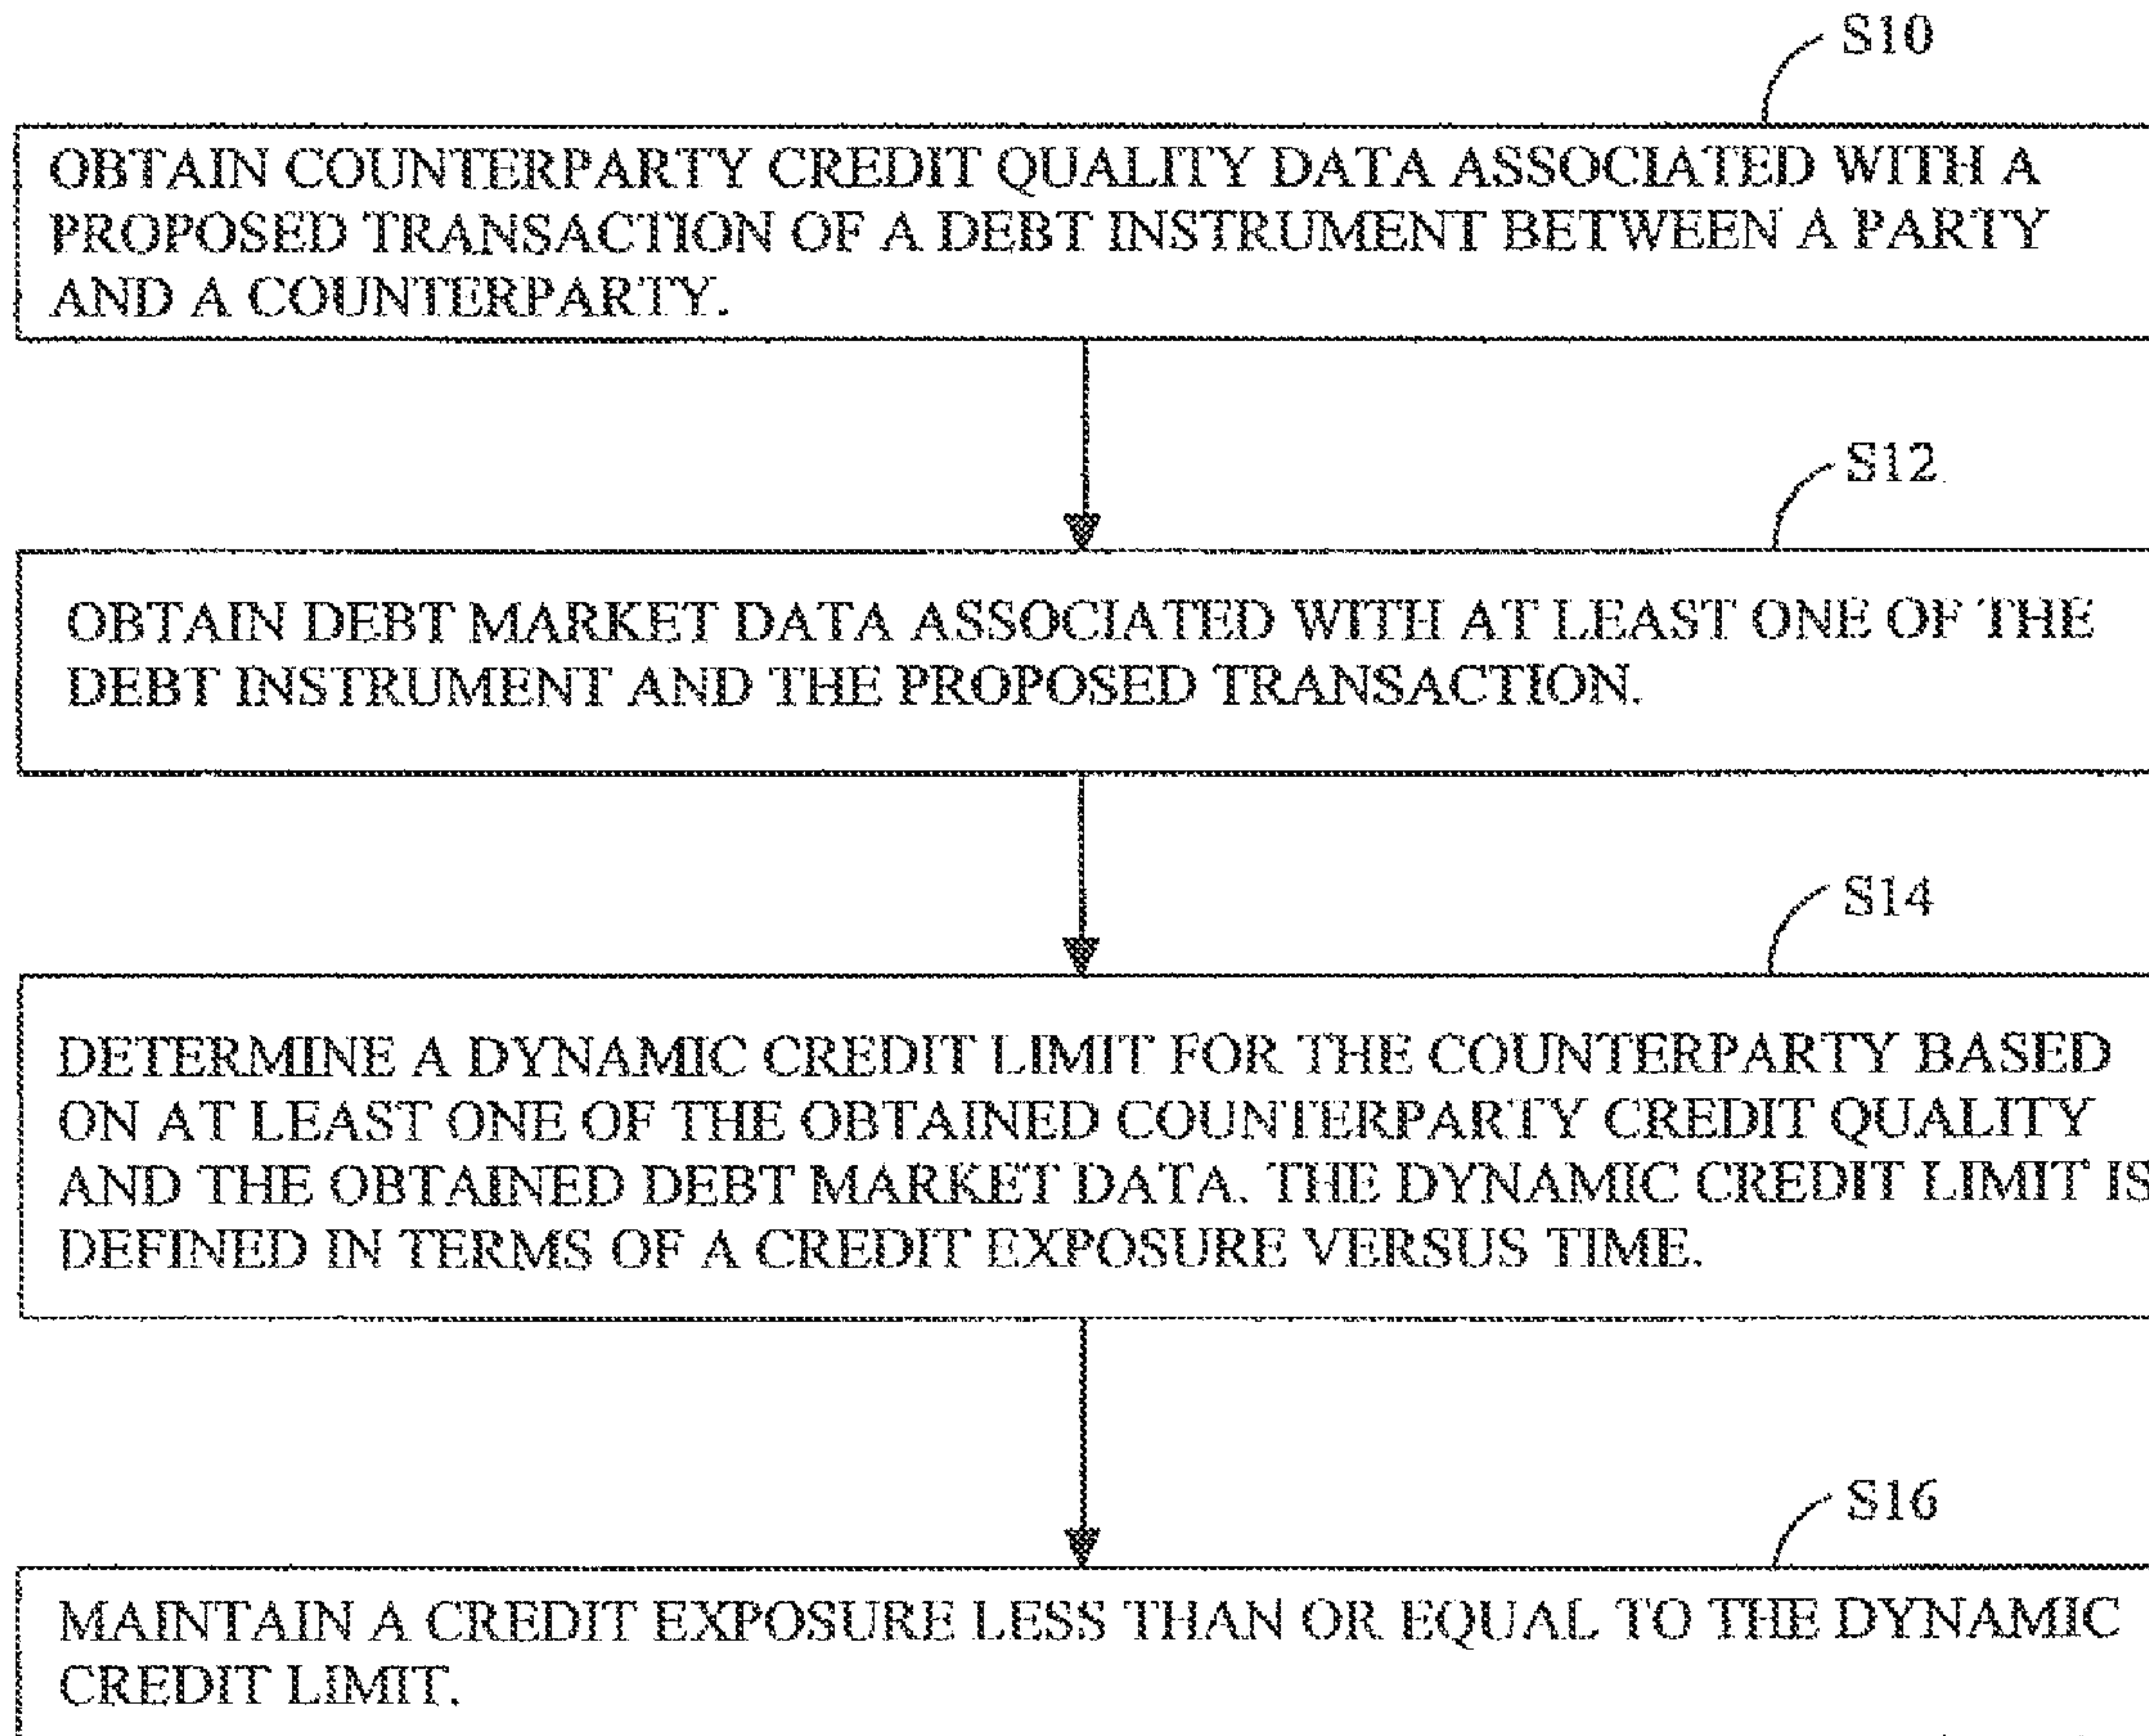 S10
OBTAIN COUNTERPARTY CREDIT QUALITY DATA ASSOCIATED WITH A
PROPOSED TRANSACTION OF A DEBT INSTRUMENT BETWEEN A PARTY
AND A COUNTERPARTY.
S12
OBTAIN DEBT MARKET DATA ASSOCIATED WITH AT LEAST ONE OF THE
DEBT INSTRUMENT AND THE PROPOSED TRANSACTION.
S14
DETERMINE A DYNAMIC CREDIT LIMIT FOR THE COUNTERPARTY BASED
ON AT LEAST ONE OF THE OBTAINED COUNTERPARTY CREDIT QUALITY
AND THE OBTAINED DEBT MARKET DATA. THE DYNAMIC CREDIT LIMIT IS
DEFINED IN TERMS OF A CREDIT EXPOSURE VERSUS TIME.
S16
MAINTAIN A CREDIT EXPOSURE LESS THAN OR EQUAL TO THE DYNAMIC
CREDIT LIMIT.